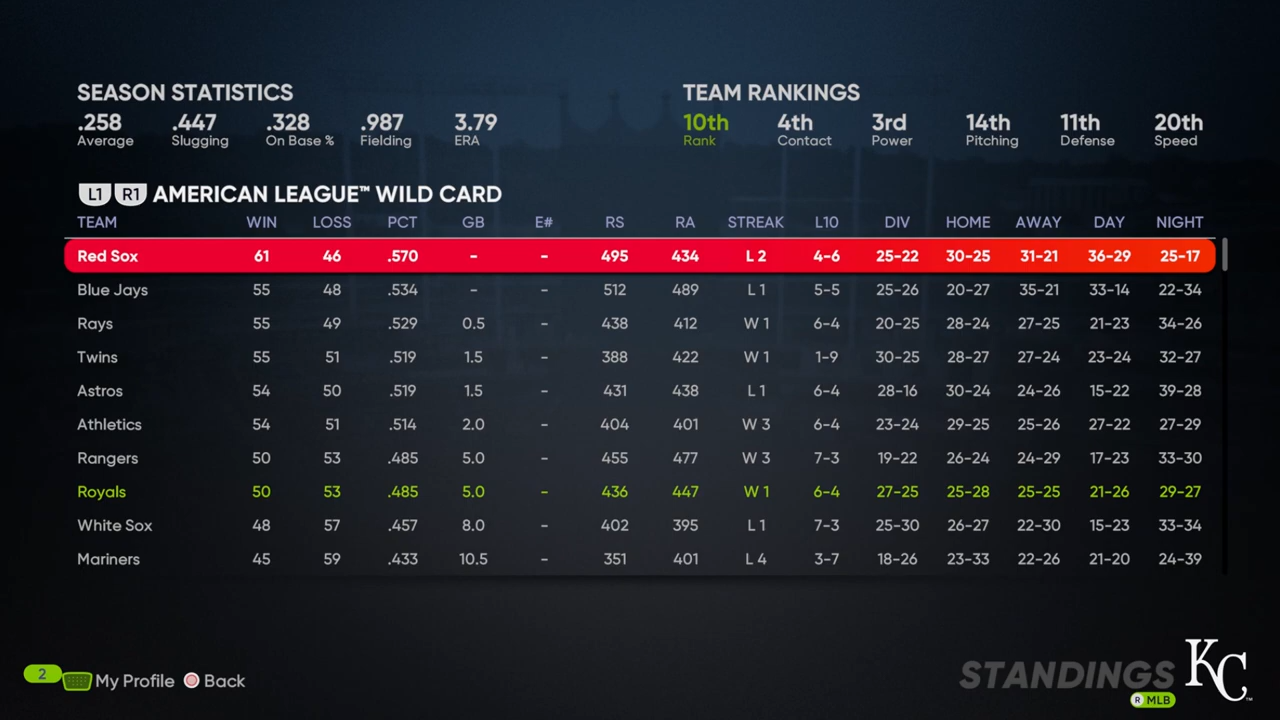 SEASON STATISTICS TEAM RANKINGS
.258 .447 .328 .987 3.79 10th 4th 3rd 14th 11th 20th
Average Slugging On Base % Fielding ERA Rank Contact Power Pitching Defense Speed
L1 R1 AMERICAN LEAGUE™ WILD CARD
TEAM WIN LOSS PCT GB E# RS RA STREAK L10 DIV HOME AWAY DAY NIGHT
Red Sox 61 46 .570 - - 495 434 L 2 4-6 25-22 30-25 31-21 36-29 25-17
Blue Jays 55 48 .534 - - 512 489 L 1 5-5 25-26 20-27 35-21 33-14 22-34
Rays 55 49 .529 0.5 - 438 412 W 1 6-4 20-25 28-24 27-25 21-23 34-26
Twins 55 51 .519 1.5 - 388 422 W 1 1-9 30-25 28-27 27-24 23-24 32-27
Astros 54 50 .519 1.5 - 431 438 L 1 6-4 28-16 30-24 24-26 15-22 39-28
Athletics 54 51 .514 2.0 - 404 401 W 3 6-4 23-24 29-25 25-26 27-22 27-29
Rangers 50 53 .485 5.0 - 455 477 W 3 7-3 19-22 26-24 24-29 17-23 33-30
Royals 50 53 .485 5.0 - 436 447 W 1 6-4 27-25 25-28 25-25 21-26 29-27
White Sox 48 57 .457 8.0 - 402 395 L 1 7-3 25-30 26-27 22-30 15-23 33-34
Mariners 45 59 .433 10.5 - 351 401 L 4 3-7 18-26 23-33 22-26 21-20 24-39
2 My Profile Back STANDINGS KC™
R MLB